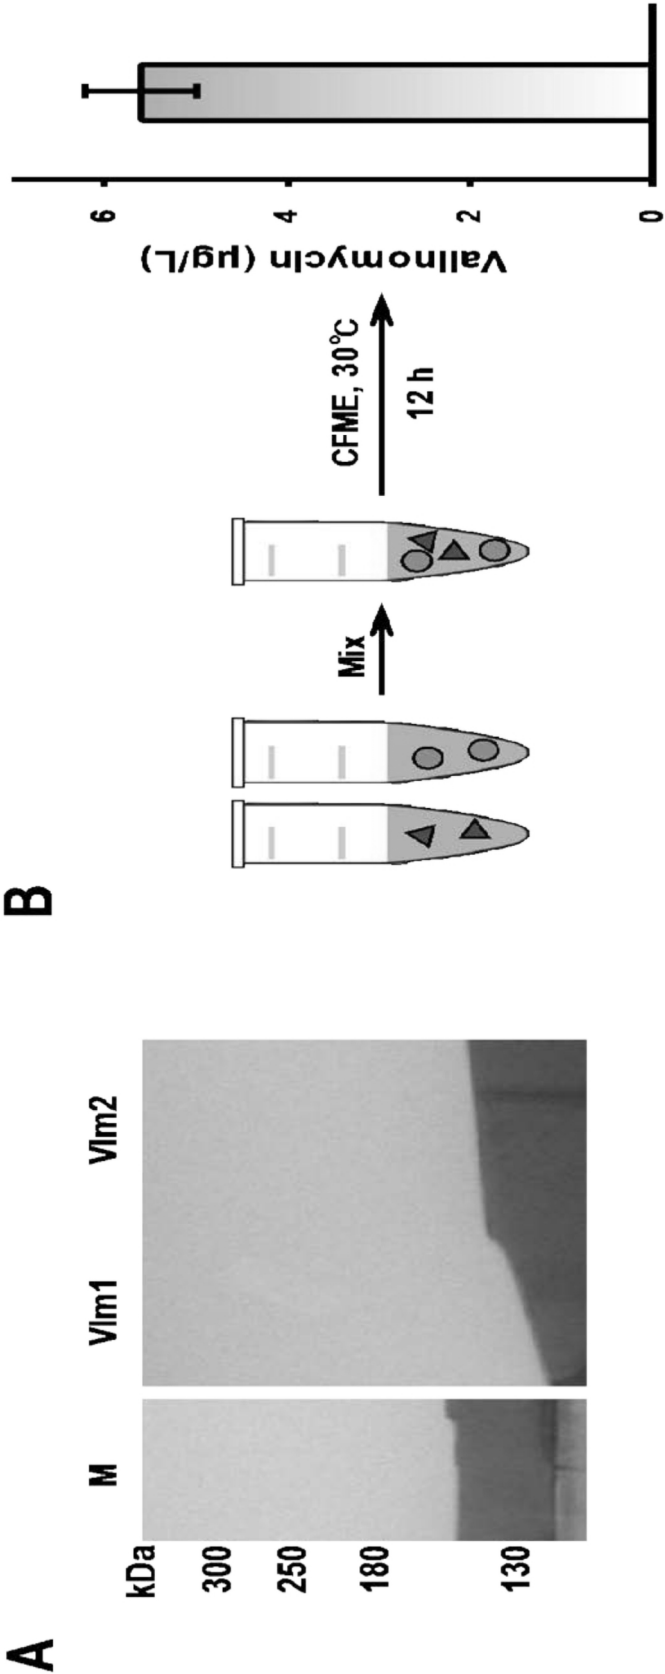 A
kDa
300
250
180
130
M
Vlm1
Vlm2
B
Mix
CFME, 30°C
12 h
Valinomycin (µg/L)
6
4
2
0